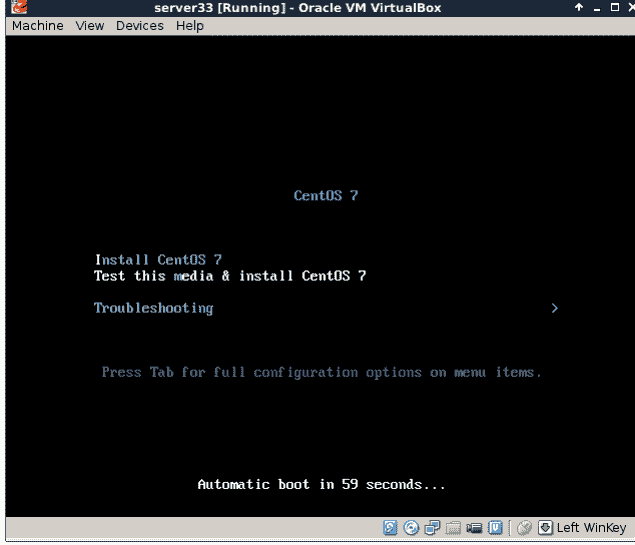 server33 [Running] - Oracle VM VirtualBox
Machine View Devices Help
CentOS 7
Install CentOS 7
Test this media & install CentOS 7
Troubleshooting >
Press Tab for full configuration options on menu items.
Automatic boot in 59 seconds...
Left WinKey